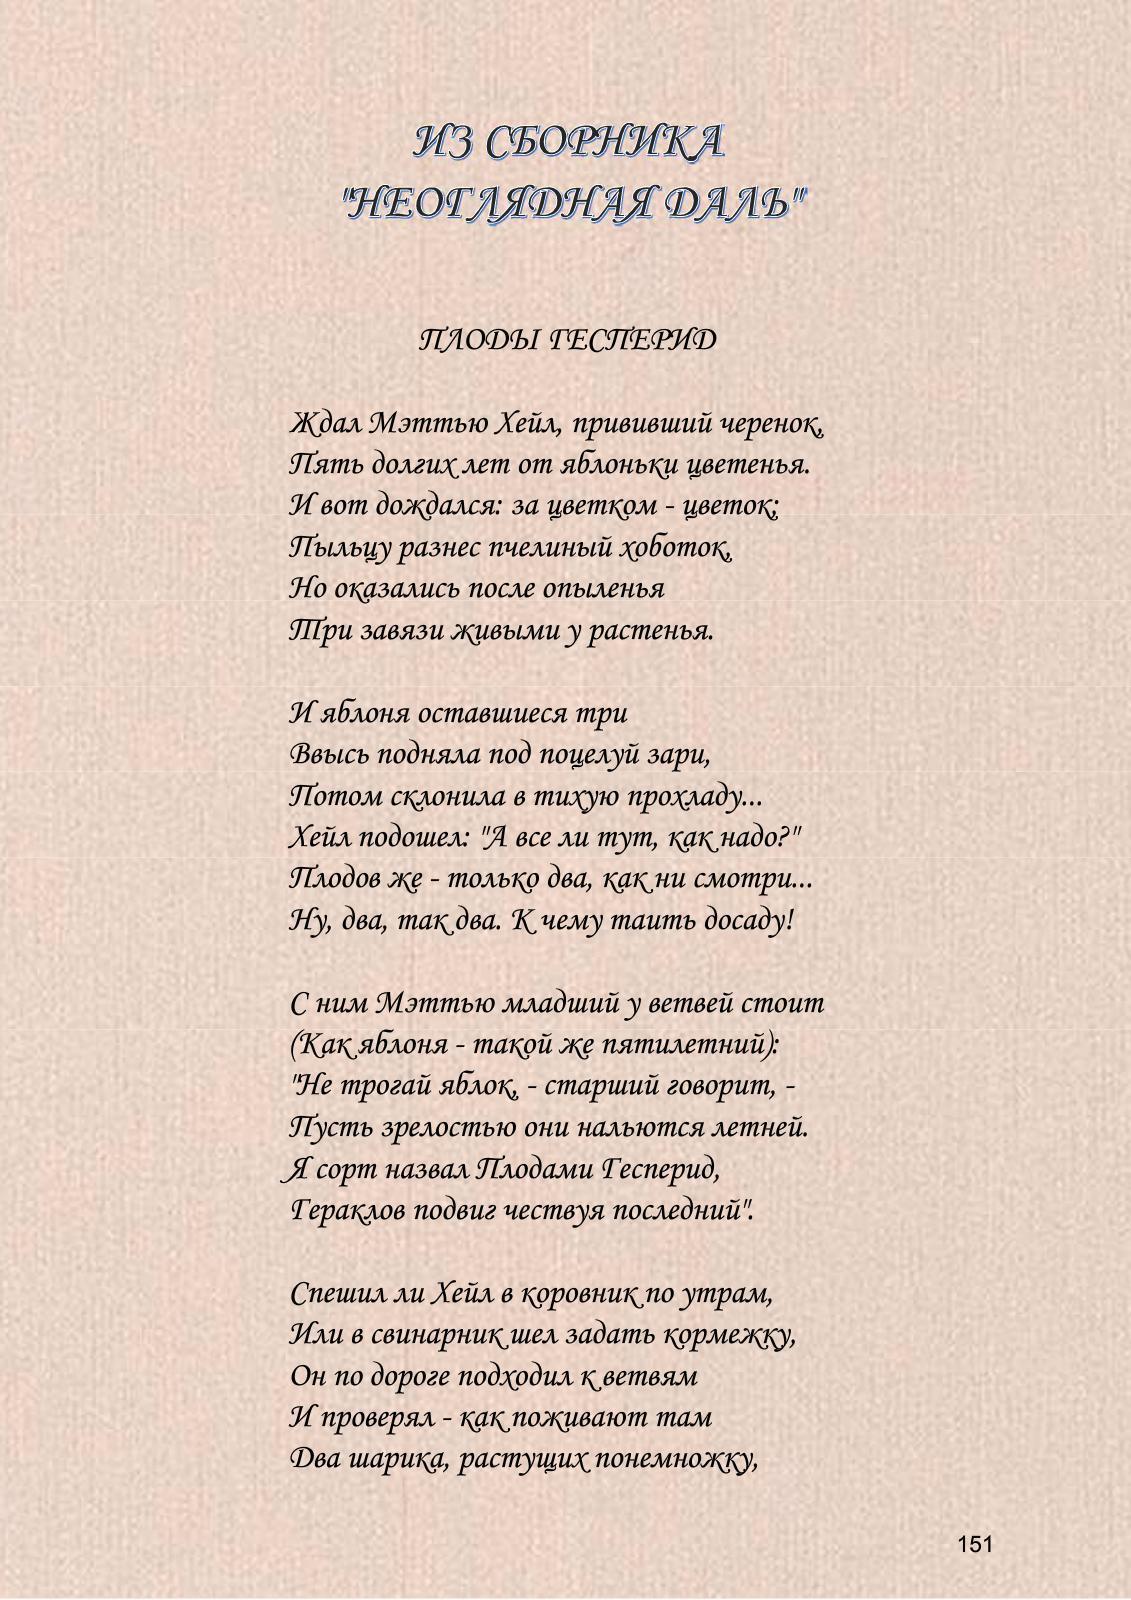 ИЗ СБОРНИКА
"НЕОГЛЯДНАЯ ДАЛЬ"
ПЛОДЫ ГЕСПЕРИД
Ждал Мэттью Хейл, прививший черенок,
Пять долгих лет от яблоньки цветенья.
И вот дождался: за цветком - цветок;
Пыльцу разнес пчелиный хоботок,
Но оказались после опыленья
Три завязи живыми у растенья.
И яблоня оставшиеся три
Ввысь подняла под поцелуй зари,
Потом склонила в тихую прохладу...
Хейл подошел: "А все ли тут, как надо?"
Плодов же - только два, как ни смотри...
Ну, два, так два. К чему таить досаду!
С ним Мэттью младший у ветвей стоит
(Как яблоня - такой же пятилетний):
"Не трогай яблок, - старший говорит, -
Пусть зрелостью они нальются летней.
Я сорт назвал Плодами Гесперид,
Гераклов подвиг чествуя последний".
Спешил ли Хейл в коровник по утрам,
Или в свинарник шел задать кормежку,
Он по дороге подходил к ветвям
И проверял - как поживают там
Два шарика, растущих понемножку,
151